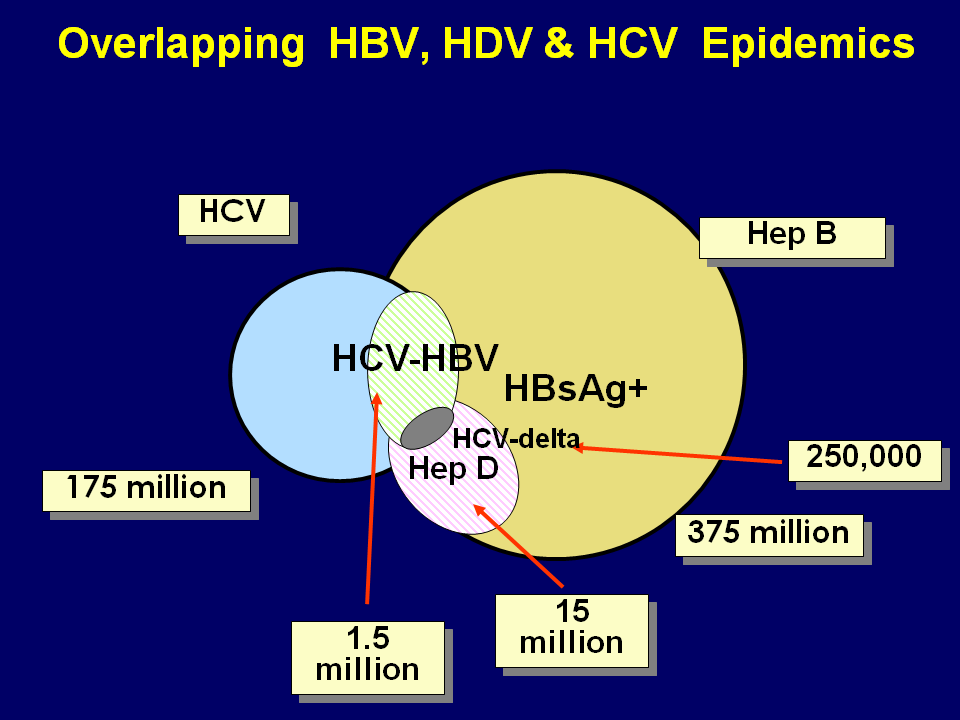 Overlapping HBV, HDV & HCV Epidemics
HCV
Hep B
HCV-HBV
HBsAg+
HCV-delta
Hep D
250,000
175 million
375 million
15
million
1.5
million